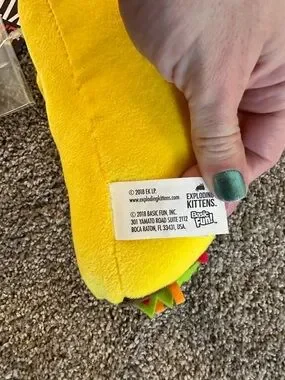 © 2018 EK LP.
www.explodingkittens.com
© 2018 BASIC FUN, INC.
301 YAMATO ROAD SUITE 2112
BOCA RATON, FL 33431, USA.
EXPLODING
KITTENS
Basic
Fun!